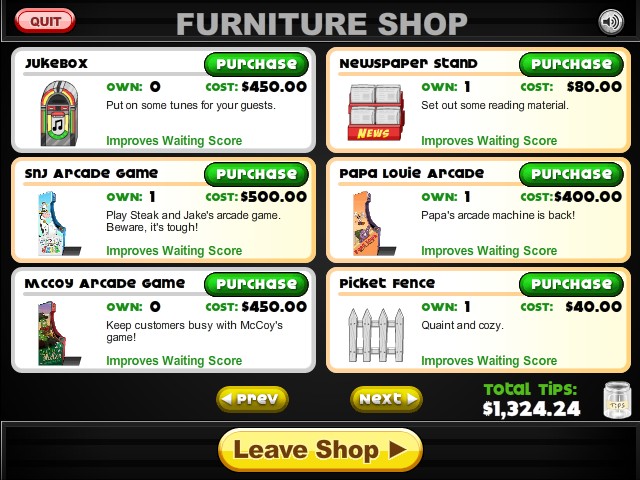 QUIT
FURNITURE SHOP
Jukebox
Purchase
own: 0 cost: $450.00
Put on some tunes for your guests.
Improves Waiting Score
Newspaper Stand
Purchase
own: 1 cost: $80.00
Set out some reading material.
NEWS
Improves Waiting Score
SnJ Arcade Game
Purchase
own: 1 cost: $500.00
Play Steak and Jake's arcade game.
Beware, it's tough!
Improves Waiting Score
Papa Louie Arcade
Purchase
own: 1 cost: $400.00
Papa's arcade machine is back!
Improves Waiting Score
McCoy Arcade Game
Purchase
own: 0 cost: $450.00
Keep customers busy with McCoy's
game!
Improves Waiting Score
Picket Fence
Purchase
own: 1 cost: $40.00
Quaint and cozy.
Improves Waiting Score
Prev
Next
Total Tips:
$1,324.24
TIPS
Leave Shop